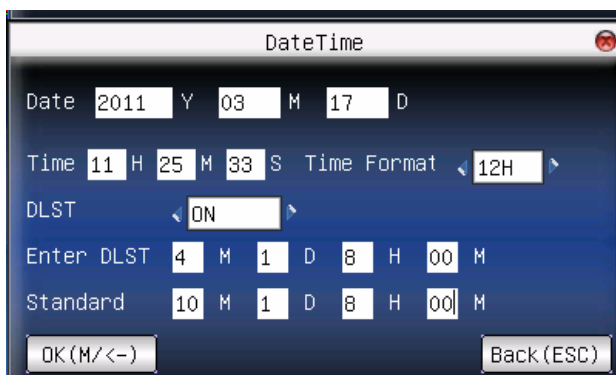 DateTime
Date 2011 Y 03 M 17 D
Time 11 H 25 M 33 S Time Format 12H
DLST ON
Enter DLST 4 M 1 D 8 H 00 M
Standard 10 M 1 D 8 H 00 M
OK(M/<-) Back(ESC)